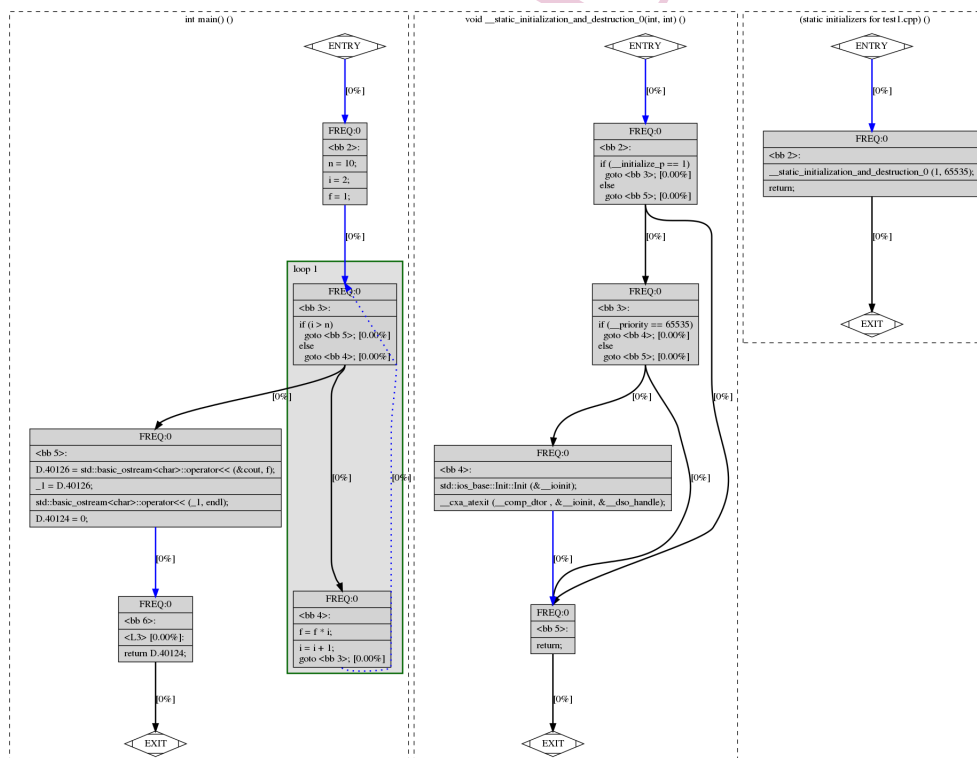 int main() ()
ENTRY
[0%]
FREQ:0
<bb 2>:
n = 10;
i = 2;
f = 1;
[0%]
loop 1
FREQ:0
<bb 3>:
if (i > n)
goto <bb 5>; [0.00%]
else
goto <bb 4>; [0.00%]
[0%]
[0%]
[0%]
FREQ:0
<bb 5>:
D.40126 = std::basic_ostream<char>::operator<< (&cout, f);
_1 = D.40126;
std::basic_ostream<char>::operator<< (_1, endl);
D.40124 = 0;
[0%]
FREQ:0
<bb 4>:
f = f * i;
i = i + 1;
goto <bb 3>; [0.00%]
FREQ:0
<bb 6>:
<L3> [0.00%]:
return D.40124;
[0%]
EXIT
void __static_initialization_and_destruction_0(int, int) ()
ENTRY
[0%]
FREQ:0
<bb 2>:
if (__initialize_p == 1)
goto <bb 3>; [0.00%]
else
goto <bb 5>; [0.00%]
[0%]
FREQ:0
<bb 3>:
if (__priority == 65535)
goto <bb 4>; [0.00%]
else
goto <bb 5>; [0.00%]
[0%]
[0%]
[0%]
FREQ:0
<bb 4>:
std::ios_base::Init::Init (&__ioinit);
__cxa_atexit (__comp_dtor , &__ioinit, &__dso_handle);
[0%]
FREQ:0
<bb 5>:
return;
[0%]
EXIT
(static initializers for test1.cpp) ()
ENTRY
[0%]
FREQ:0
<bb 2>:
__static_initialization_and_destruction_0 (1, 65535);
return;
[0%]
EXIT